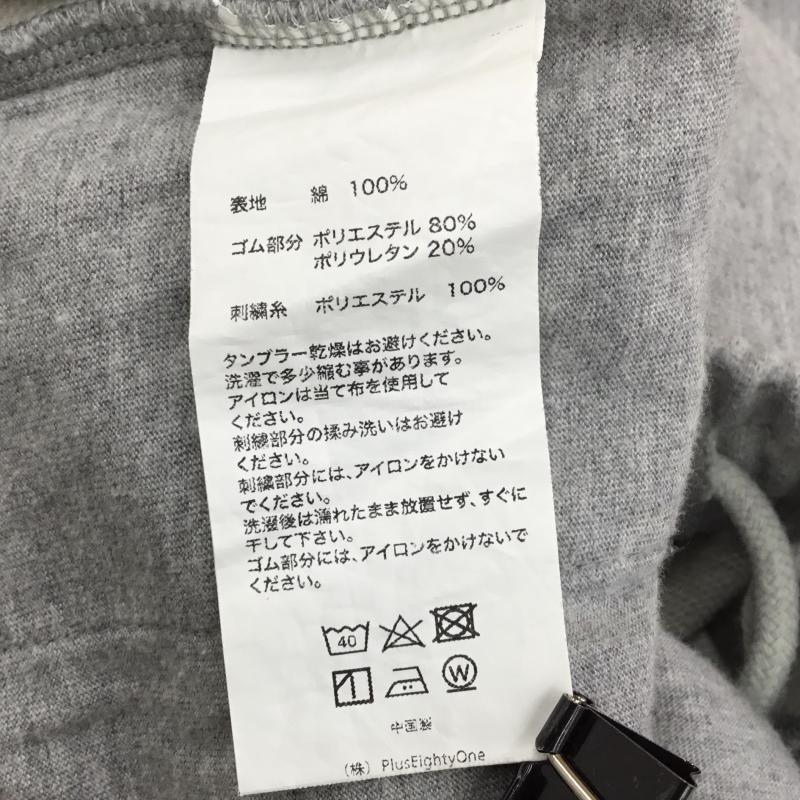 表地 綿 100%
ゴム部分 ポリエステル 80%
ポリウレタン 20%
刺繍糸 ポリエステル 100%
タンブラー乾燥はお避けください。
洗濯で多少縮む事があります。
アイロンは当て布を使用して
ください。
刺繍部分の揉み洗いはお避け
ください。
刺繍部分には、アイロンをかけない
でください。
洗濯後は濡れたまま放置せず、すぐに
干して下さい。
ゴム部分には、アイロンをかけないで
ください。
40
W
中国製
(株) PlusEightyOne